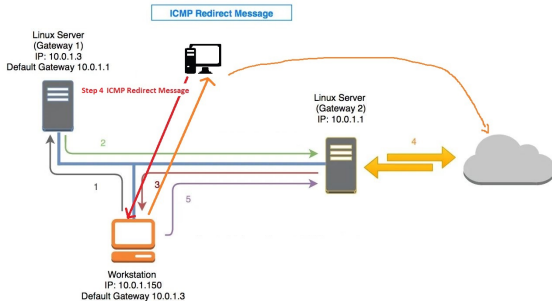 ICMP Redirect Message
Linux Server
(Gateway 1)
IP: 10.0.1.3
Default Gateway 10.0.1.1
Step 4 ICMP Redirect Message
Linux Server
(Gateway 2)
IP: 10.0.1.1
2
4
1
3
5
Workstation
IP: 10.0.1.150
Default Gateway 10.0.1.3